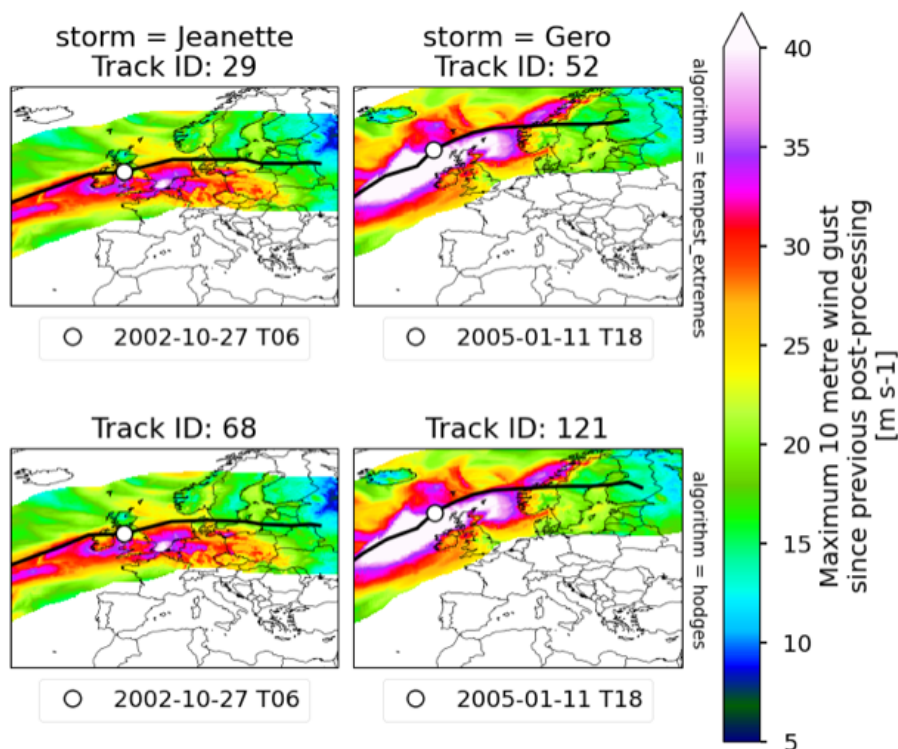 storm = Jeanette
Track ID: 29
storm = Gero
Track ID: 52
algorithm = tempest_extremes
2002-10-27 T06
2005-01-11 T18
Track ID: 68
Track ID: 121
algorithm = hodges
2002-10-27 T06
2005-01-11 T18
40
35
30
25
20
15
10
5
Maximum 10 metre wind gust
since previous post-processing
[m s-1]